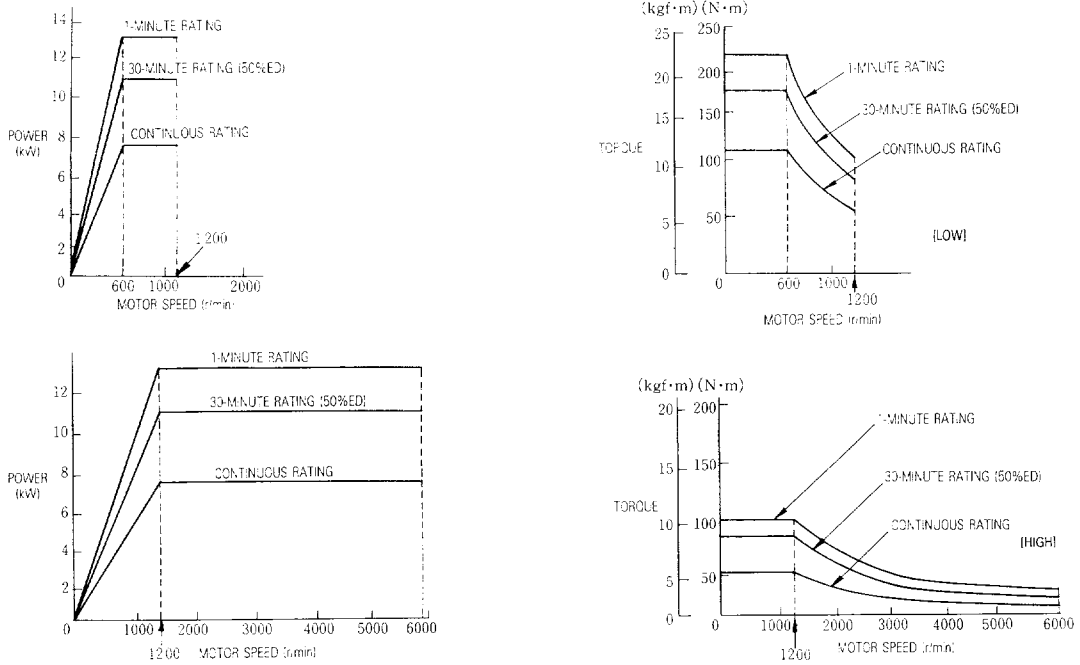 14
12
10
8
6
4
2
0
POWER
(kW)
1-MINUTE RATING
30-MINUTE RATING (50%ED)
CONTINUOUS RATING
1200
600
1000
2000
MOTOR SPEED (r/min)
(kgf·m) (N·m)
25
20
15
10
5
0
250
200
150
100
50
0
TORQUE
1-MINUTE RATING
30-MINUTE RATING (50%ED)
CONTINUOUS RATING
[LOW]
600
1000
1200
MOTOR SPEED (r/min)
12
10
8
6
4
2
0
POWER
(kW)
1-MINUTE RATING
30-MINUTE RATING (50%ED)
CONTINUOUS RATING
1000
2000
3000
4000
5000
6000
1200
MOTOR SPEED (r/min)
(kgf·m) (N·m)
20
15
10
5
0
200
150
100
50
0
TORQUE
1-MINUTE RATING
30-MINUTE RATING (50%ED)
CONTINUOUS RATING
[HIGH]
1000
2000
3000
4000
5000
6000
1200
MOTOR SPEED (r/min)